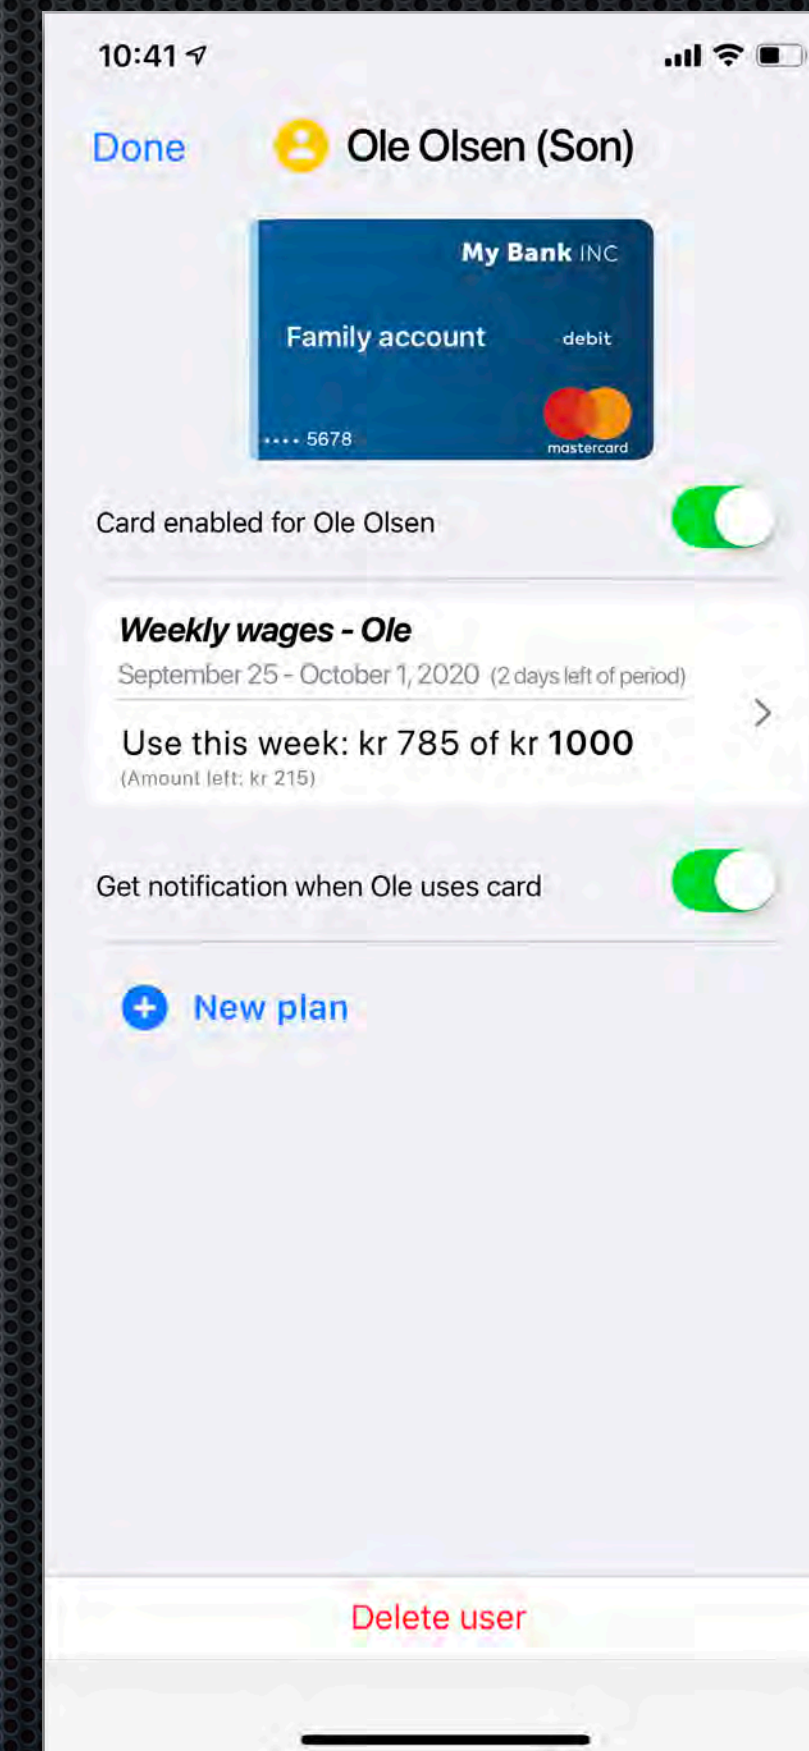 10:41
Done
Ole Olsen (Son)
My Bank INC
Family account
debit
•••• 5678
mastercard
Card enabled for Ole Olsen
Weekly wages - Ole
September 25 - October 1, 2020 (2 days left of period)
Use this week: kr 785 of kr 1000
(Amount left: kr 215)
Get notification when Ole uses card
New plan
Delete user